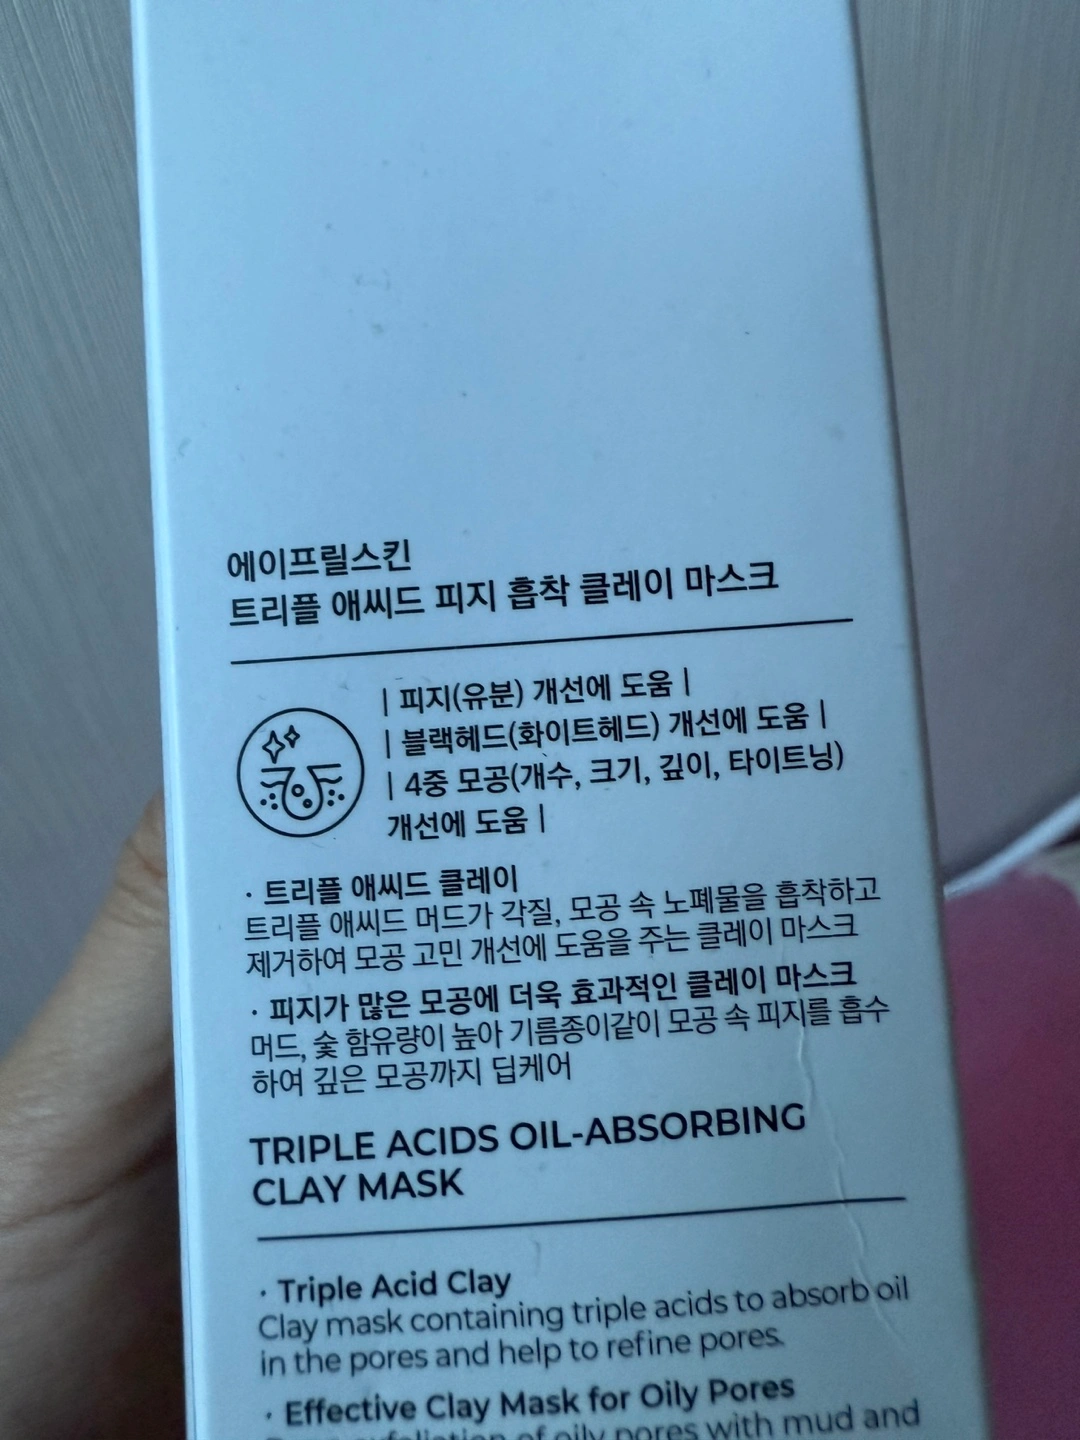 에이프릴스킨
트리플 애씨드 피지 흡착 클레이 마스크
| 피지(유분) 개선에 도움 |
| 블랙헤드(화이트헤드) 개선에 도움 |
| 4중 모공(개수, 크기, 깊이, 타이트닝)
개선에 도움 |
· 트리플 애씨드 클레이
트리플 애씨드 머드가 각질, 모공 속 노폐물을 흡착하고
제거하여 모공 고민 개선에 도움을 주는 클레이 마스크
· 피지가 많은 모공에 더욱 효과적인 클레이 마스크
머드, 숯 함유량이 높아 기름종이같이 모공 속 피지를 흡수
하여 깊은 모공까지 딥케어
TRIPLE ACIDS OIL-ABSORBING
CLAY MASK
· Triple Acid Clay
Clay mask containing triple acids to absorb oil
in the pores and help to refine pores.
· Effective Clay Mask for Oily Pores
exfoliation of oily pores with mud and